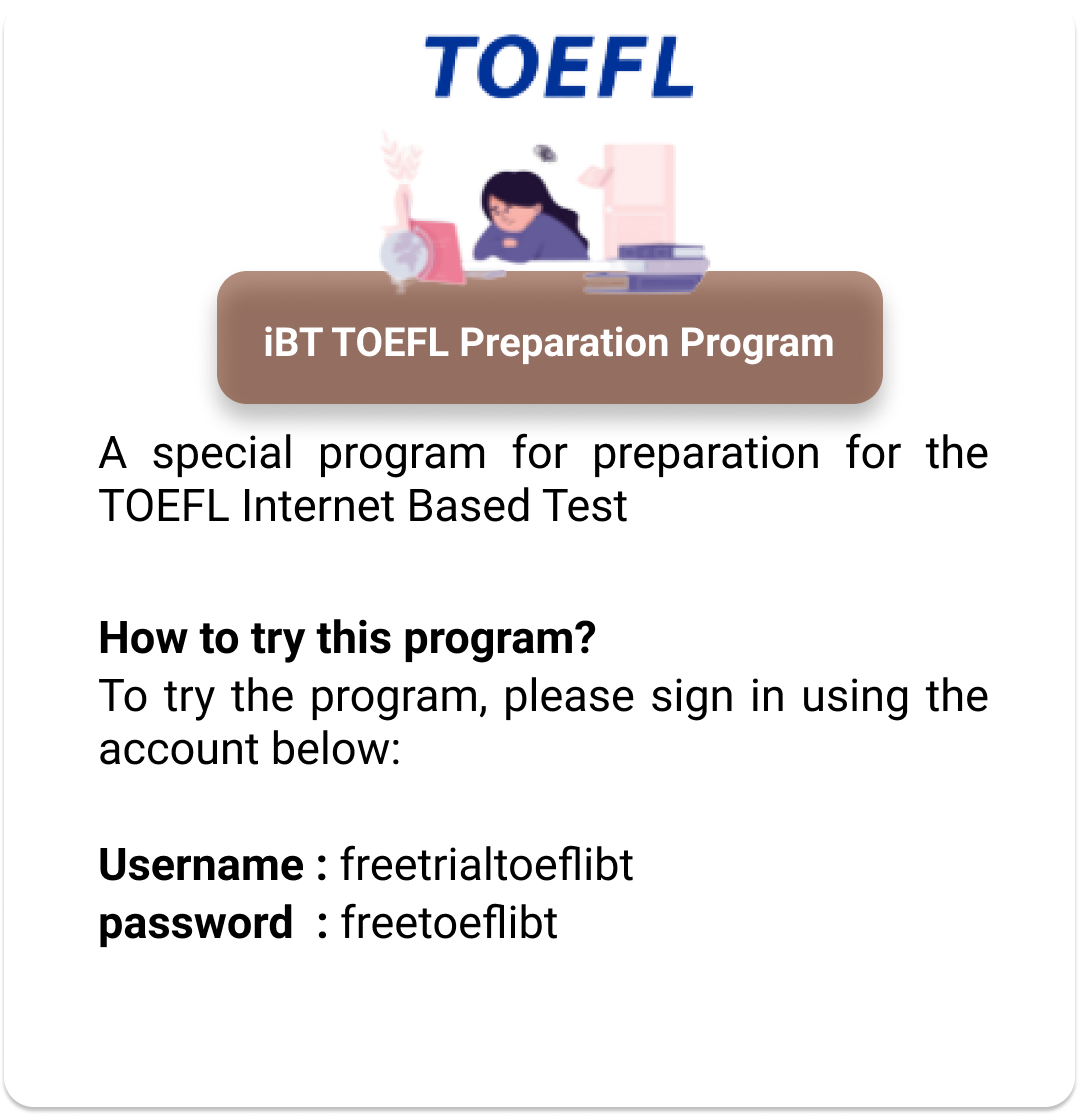 TOEFL
iBT TOEFL Preparation Program
A special program for preparation for the
TOEFL Internet Based Test
How to try this program?
To try the program, please sign in using the
account below:
Username : freetrialtoeflibt
password : freetoeflibt